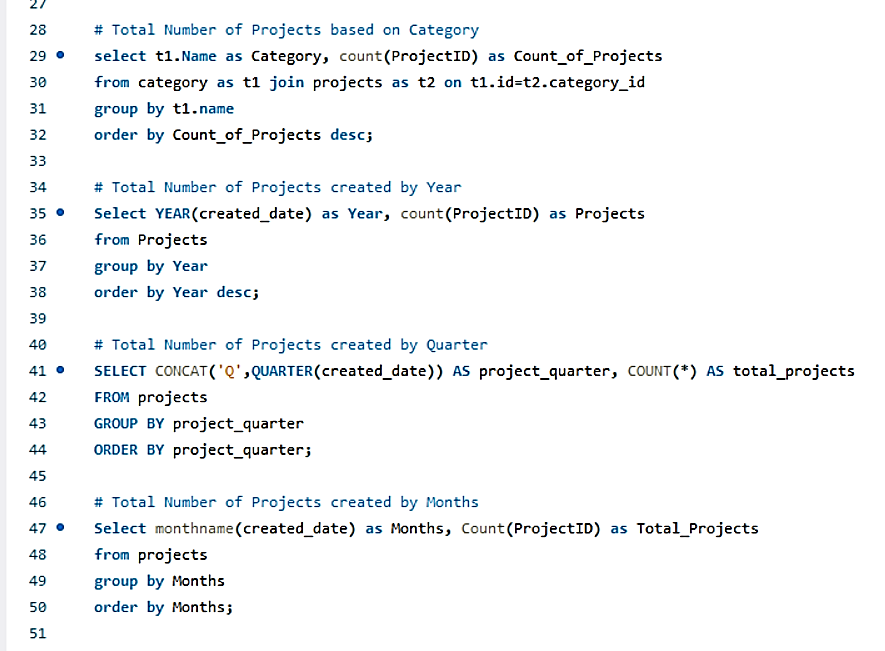 27
28 # Total Number of Projects based on Category
29 select t1.Name as Category, count(ProjectID) as Count_of_Projects
30 from category as t1 join projects as t2 on t1.id=t2.category_id
31 group by t1.name
32 order by Count_of_Projects desc;
33
34 # Total Number of Projects created by Year
35 Select YEAR(created_date) as Year, count(ProjectID) as Projects
36 from Projects
37 group by Year
38 order by Year desc;
39
40 # Total Number of Projects created by Quarter
41 SELECT CONCAT('Q',QUARTER(created_date)) AS project_quarter, COUNT(*) AS total_projects
42 FROM projects
43 GROUP BY project_quarter
44 ORDER BY project_quarter;
45
46 # Total Number of Projects created by Months
47 Select monthname(created_date) as Months, Count(ProjectID) as Total_Projects
48 from projects
49 group by Months
50 order by Months;
51